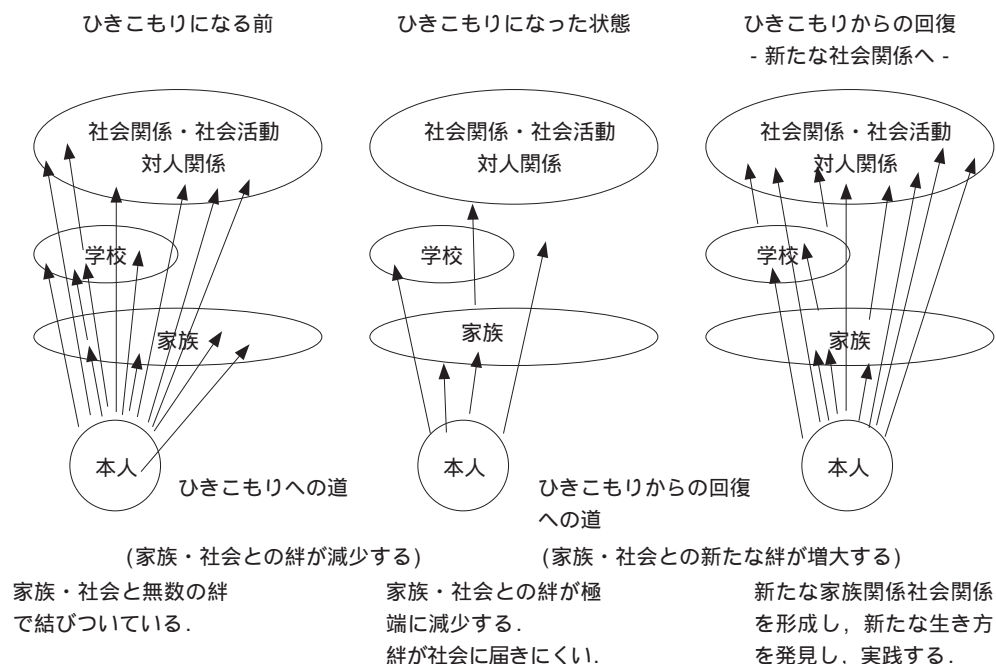 ひきこもりになる前
社会関係・社会活動
対人関係
学校
家族
本人
ひきこもりへの道
(家族・社会との絆が減少する)
家族・社会と無数の絆
で結びついている.
ひきこもりになった状態
社会関係・社会活動
対人関係
学校
家族
本人
ひきこもりからの回復
への道
(家族・社会との新たな絆が増大する)
家族・社会との絆が極
端に減少する.
絆が社会に届きにくい.
ひきこもりからの回復
- 新たな社会関係へ -
社会関係・社会活動
対人関係
学校
家族
本人
新たな家族関係社会関係
を形成し,新たな生き方
を発見し,実践する.